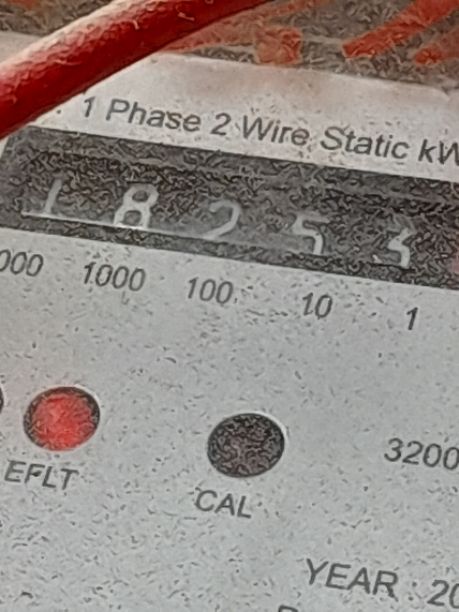 1 Phase 2 Wire Static kW
1 8 2 5 3
000 1000 100 10 1
EFLT
CAL
3200
YEAR : 20